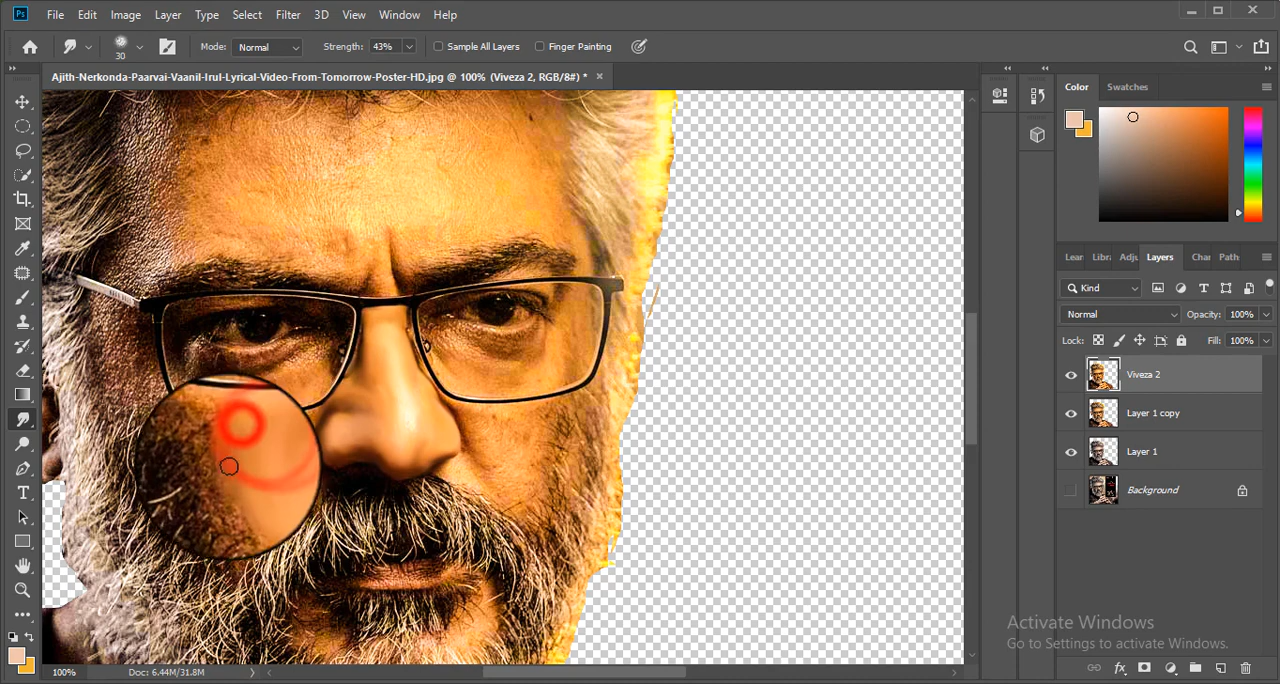 Ps File Edit Image Layer Type Select Filter 3D View Window Help
30 Mode: Normal Strength: 43% Sample All Layers Finger Painting
Ajith-Nerkonda-Paarvai-Vaanil-Irul-Lyrical-Video-From-Tomorrow-Poster-HD.jpg @ 100% (Viveza 2, RGB/8#) * ×
Color Swatches
Lear Libra Adju Layers Chan Path
Kind
Normal Opacity: 100%
Lock: Fill: 100%
Viveza 2
Layer 1 copy
Layer 1
Background
Activate Windows
Go to Settings to activate Windows.
100% Doc: 6.44M/31.8M